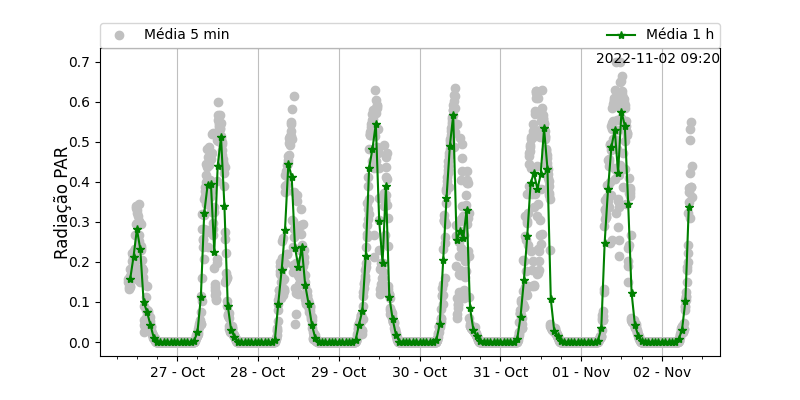 Média 5 min
Média 1 h
2022-11-02 09:20
Radiação PAR
0.7
0.6
0.5
0.4
0.3
0.2
0.1
0.0
27 - Oct
28 - Oct
29 - Oct
30 - Oct
31 - Oct
01 - Nov
02 - Nov